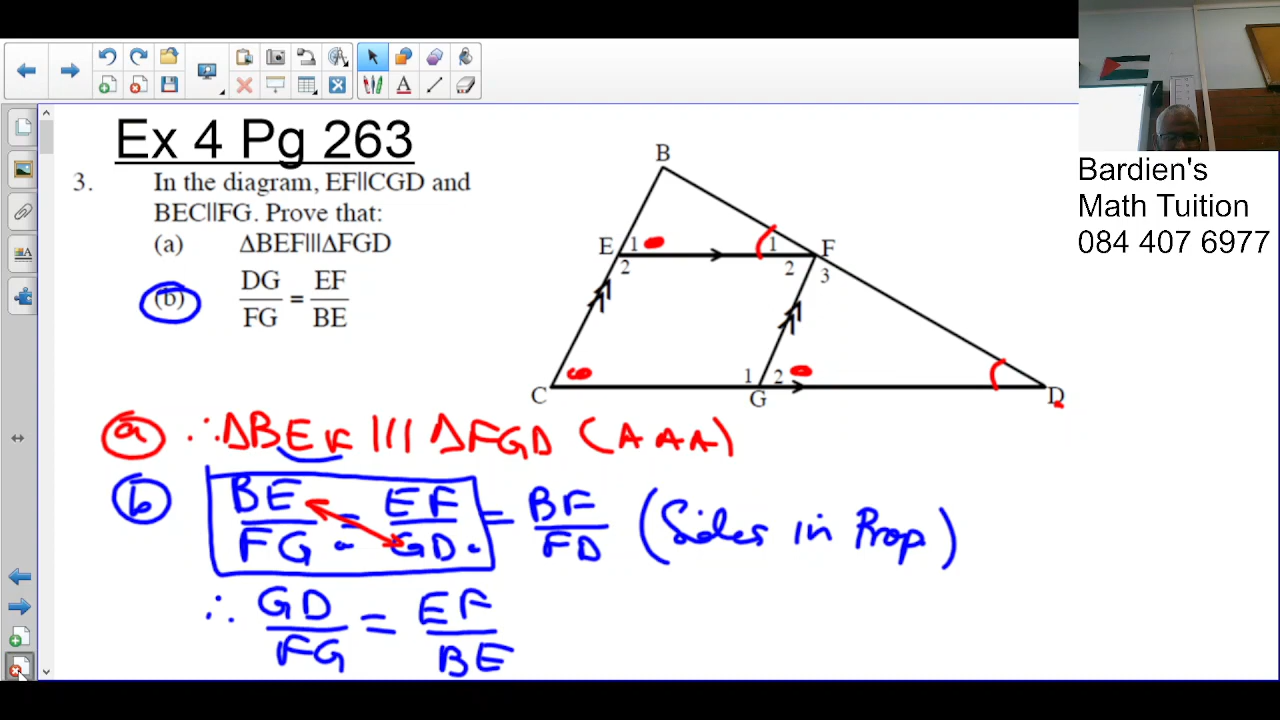 Ex 4 Pg 263
3. In the diagram, EF||CGD and
BEC||FG. Prove that:
(a) ΔBEF|||ΔFGD
(b) DG/FG = EF/BE
B
E 1 1 F
2 2 3
C 1 2 D
G
Bardien's
Math Tuition
084 407 6977
a ∴ ΔBEF ||| ΔFGD (AAA)
b BE/FG = EF/GD = BF/FD (Sides in Prop)
∴ GD/FG = EF/BE